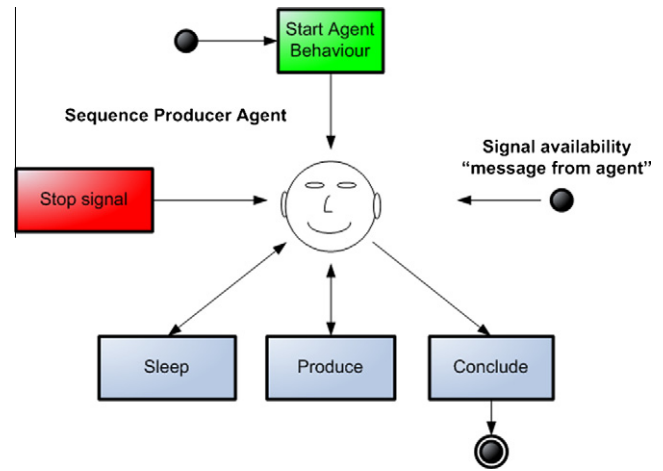 Start Agent
Behaviour
Sequence Producer Agent
Signal availability
“message from agent”
Stop signal
Sleep
Produce
Conclude